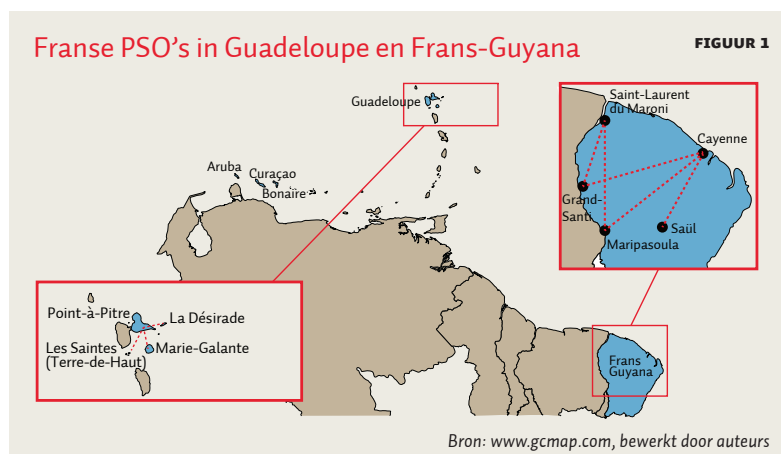 Franse PSO's in Guadeloupe en Frans-Guyana
FIGUUR 1
Guadeloupe
Aruba
Curaçao
Bonaire
Saint-Laurent
du Maroni
Cayenne
Grand-
Santi
Saül
Maripasoula
Point-à-Pitre
La Désirade
Les Saintes
(Terre-de-Haut)
Marie-Galante
Frans
Guyana
Bron: www.gcmap.com, bewerkt door auteurs